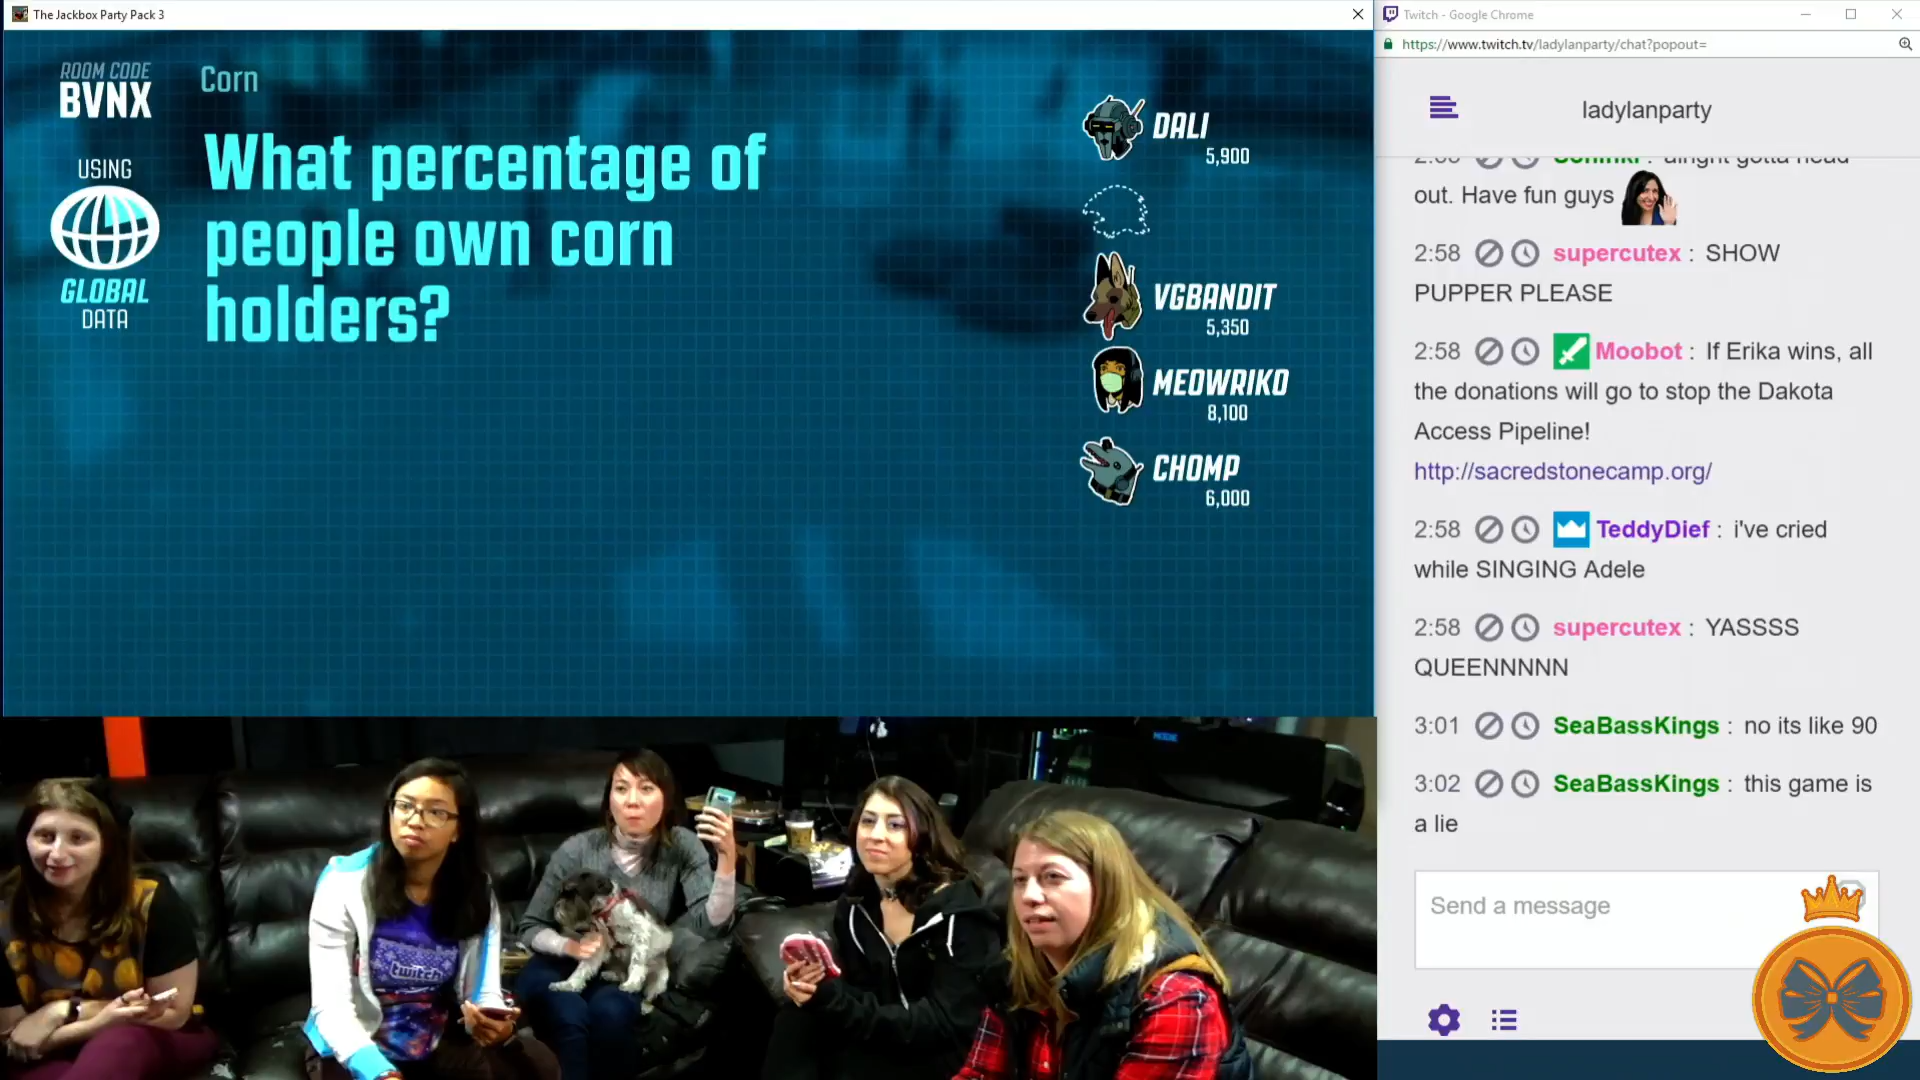 The Jackbox Party Pack 3
Twitch - Google Chrome
https://www.twitch.tv/ladylanparty/chat?popout=
ROOM CODE
BVNX
USING
GLOBAL
DATA
Corn
What percentage of
people own corn
holders?
DALI
5,900
VGBANDIT
5,350
MEOWRIKO
8,100
CHOMP
6,000
ladylanparty
out. Have fun guys
2:58 supercutex : SHOW
PUPPER PLEASE
2:58 Moobot : If Erika wins, all
the donations will go to stop the Dakota
Access Pipeline!
http://sacredstonecamp.org/
2:58 TeddyDief : i've cried
while SINGING Adele
2:58 supercutex : YASSSS
QUEENNNNN
3:01 SeaBassKings : no its like 90
3:02 SeaBassKings : this game is
a lie
Send a message
twitch